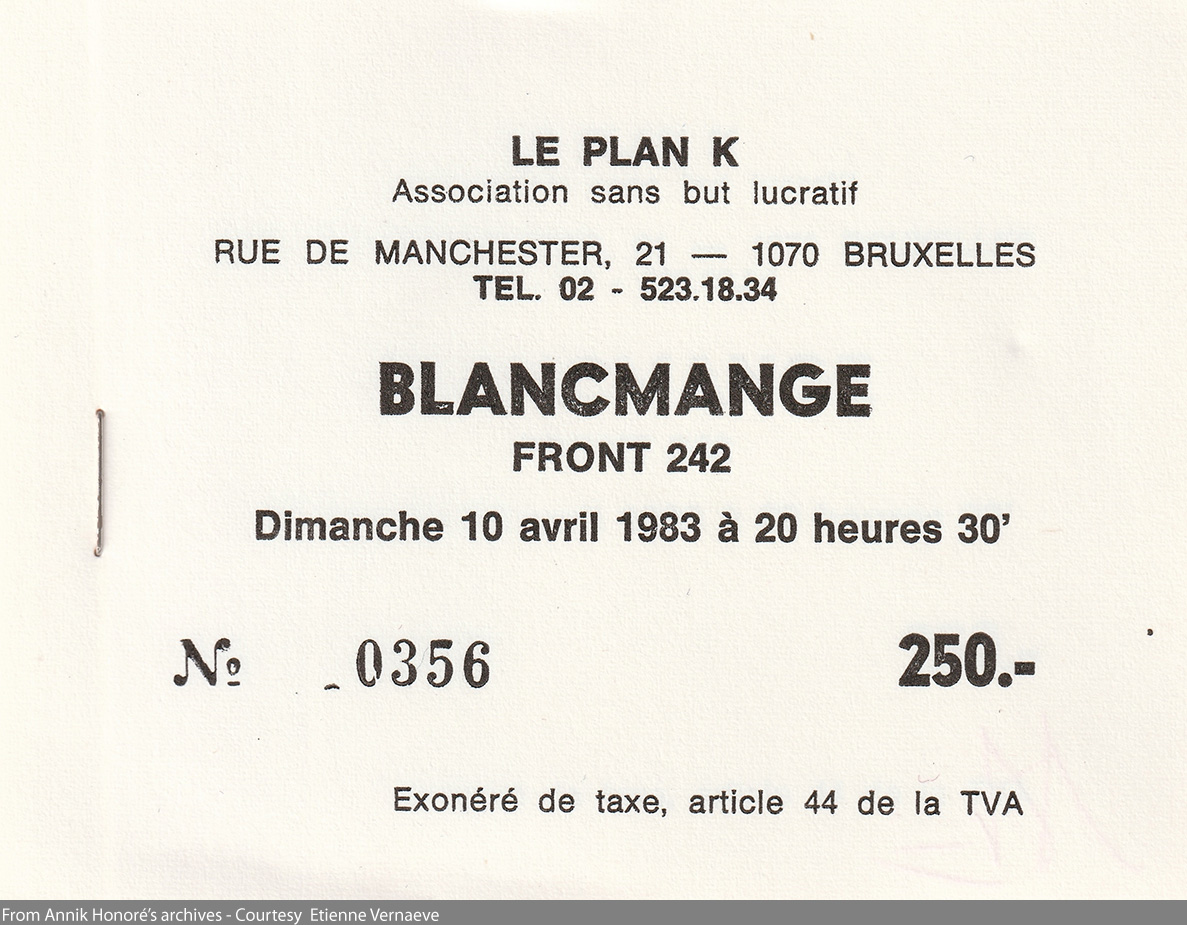 LE PLAN K
Association sans but lucratif
RUE DE MANCHESTER, 21 — 1070 BRUXELLES
TEL. 02 - 523.18.34
BLANCMANGE
FRONT 242
Dimanche 10 avril 1983 à 20 heures 30’
№ 0356 250.-
Exonéré de taxe, article 44 de la TVA
From Annik Honoré’s archives - Courtesy Etienne Vernaeve